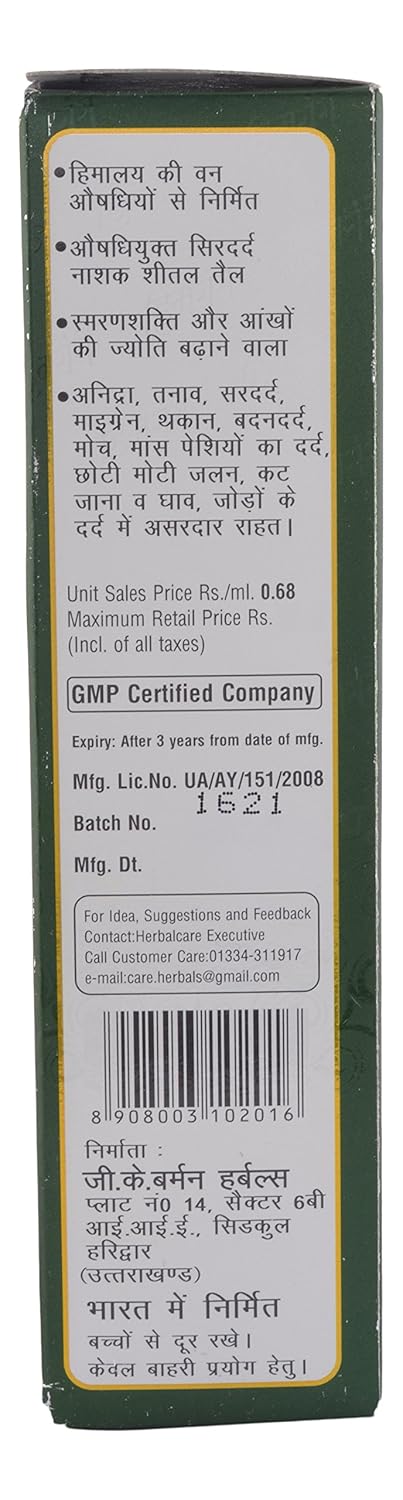 •हिमालय की वन
औषधियों से निर्मित
•औषधियुक्त सिरदर्द
नाशक शीतल तैल
•स्मरणशक्ति और आंखों
की ज्योति बढ़ाने वाला
•अनिद्रा, तनाव, सरदर्द,
माइग्रेन, थकान, बदनदर्द,
मोच, मांस पेशियों का दर्द,
छोटी मोटी जलन, कट
जाना व घाव, जोड़ों के
दर्द में असरदार राहत।
Unit Sales Price Rs./ml. 0.68
Maximum Retail Price Rs.
(Incl. of all taxes)
GMP Certified Company
Expiry: After 3 years from date of mfg.
Mfg. Lic.No. UA/AY/151/2008
1621
Batch No.
Mfg. Dt.
For Idea, Suggestions and Feedback
Contact:Herbalcare Executive
Call Customer Care:01334-311917
e-mail:care.herbals@gmail.com
8 908003 102016
निर्माता :
जी.के.बर्मन हर्बल्स
प्लाट नं0 14, सैक्टर 6बी
आई.आई.ई., सिडकुल
हरिद्वार
(उत्तराखण्ड)
भारत में निर्मित
बच्चों से दूर रखे।
केवल बाहरी प्रयोग हेतु।